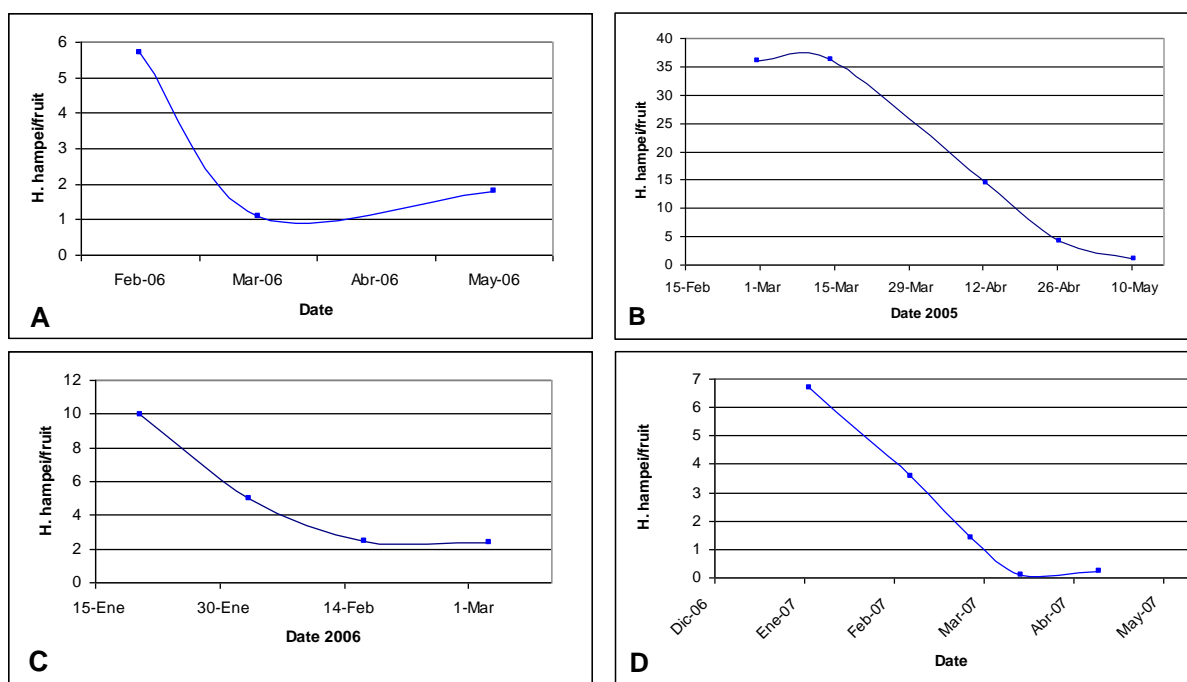 H. hampei/fruit
6
5
4
3
2
1
0
Feb-06 Mar-06 Abr-06 May-06
Date
A
H. hampei/fruit
40
35
30
25
20
15
10
5
0
15-Feb 1-Mar 15-Mar 29-Mar 12-Abr 26-Abr 10-May
Date 2005
B
H. hampei/fruit
12
10
8
6
4
2
0
15-Ene 30-Ene 14-Feb 1-Mar
Date 2006
C
H. hampei/fruit
7
6
5
4
3
2
1
0
Dic-06 Ene-07 Feb-07 Mar-07 Abr-07 May-07
Date
D